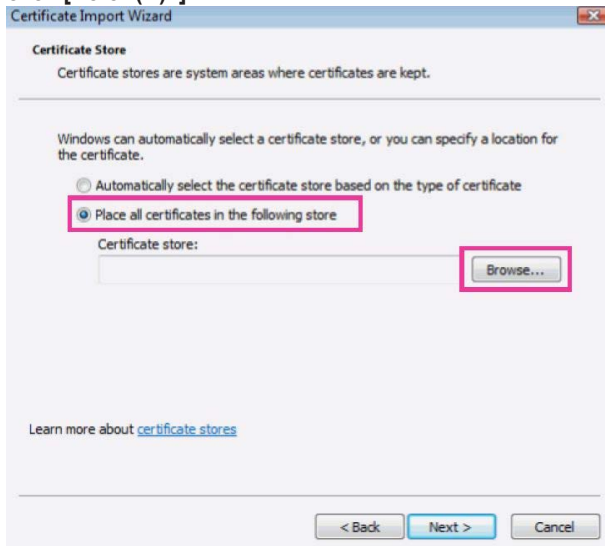 Certificate Import Wizard
Certificate Store
Certificate stores are system areas where certificates are kept.
Windows can automatically select a certificate store, or you can specify a location for
the certificate.
Automatically select the certificate store based on the type of certificate
Place all certificates in the following store
Certificate store:
Browse...
Learn more about certificate stores
< Back Next > Cancel